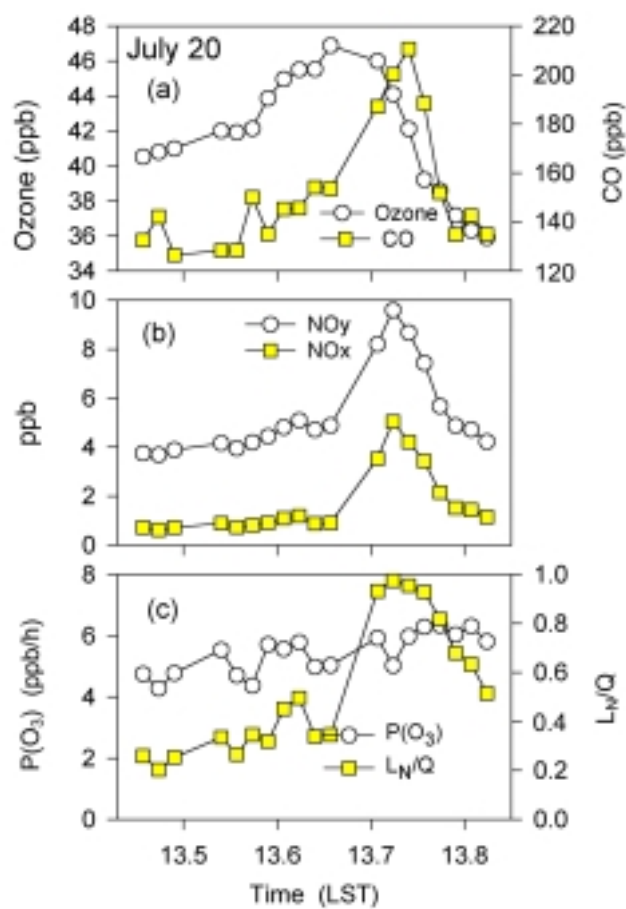 July 20
(a)
48
46
44
42
40
38
36
34
Ozone (ppb)
220
200
180
160
140
120
CO (ppb)
Ozone
CO
(b)
10
8
6
4
2
0
ppb
NOy
NOx
(c)
8
6
4
2
0
P(O3) (ppb/h)
1.0
0.8
0.6
0.4
0.2
0.0
LN/Q
P(O3)
LN/Q
13.5 13.6 13.7 13.8
Time (LST)